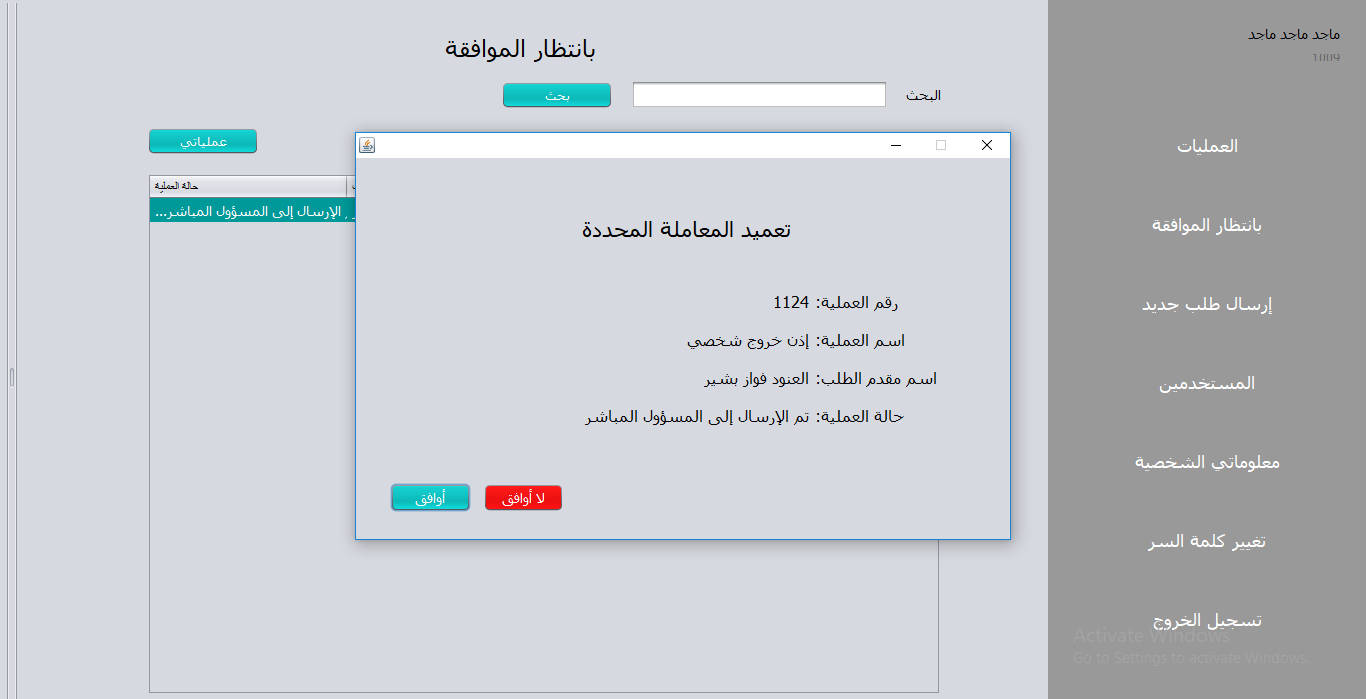 ماجد ماجد ماجد
1009
العمليات
بانتظار الموافقة
إرسال طلب جديد
المستخدمين
معلوماتي الشخصية
تغيير كلمة السر
تسجيل الخروج
Activate Windows
Go to Settings to activate Windows.
بانتظار الموافقة
البحث
بحث
عملياتي
حالة العملية
الإرسال إلى المسؤول المباشر...
تعميد المعاملة المحددة
رقم العملية: 1124
اسم العملية: إذن خروج شخصي
اسم مقدم الطلب: العنود فواز بشير
حالة العملية: تم الإرسال إلى المسؤول المباشر
لا أوافق
أوافق